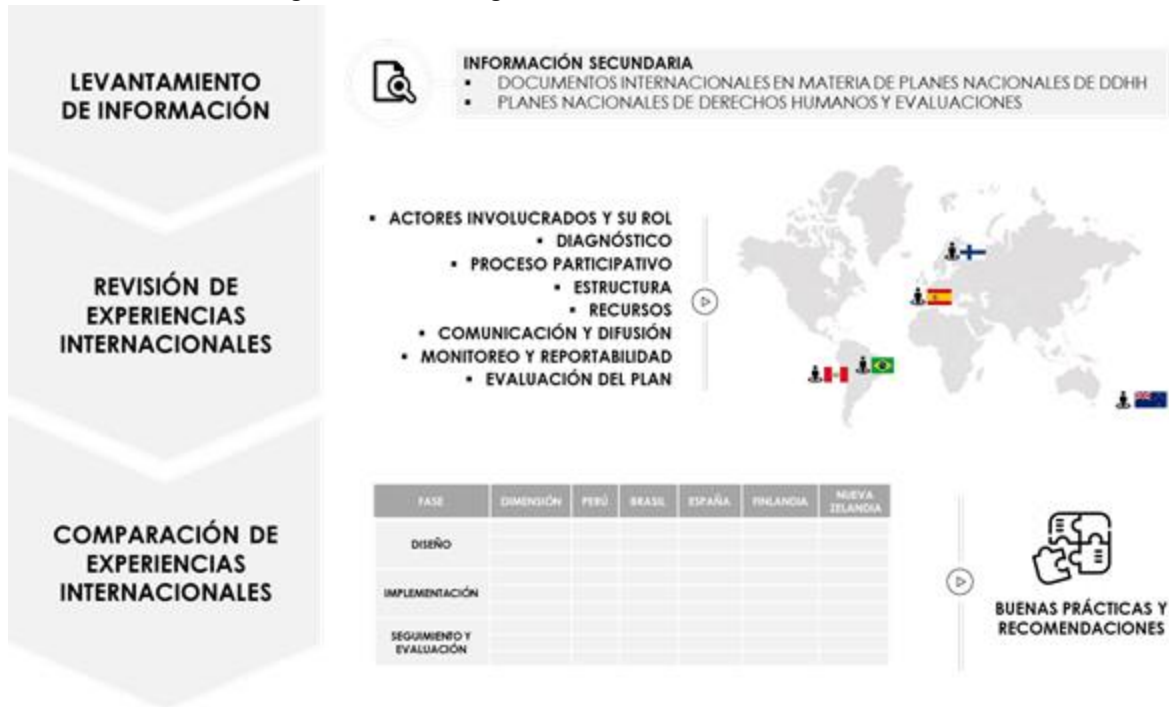 LEVANTAMIENTO
DE INFORMACIÓN
INFORMACIÓN SECUNDARIA
▪ DOCUMENTOS INTERNACIONALES EN MATERIA DE PLANES NACIONALES DE DDHH
▪ PLANES NACIONALES DE DERECHOS HUMANOS Y EVALUACIONES
REVISIÓN DE
EXPERIENCIAS
INTERNACIONALES
▪ ACTORES INVOLUCRADOS Y SU ROL
▪ DIAGNÓSTICO
▪ PROCESO PARTICIPATIVO
▪ ESTRUCTURA
▪ RECURSOS
▪ COMUNICACIÓN Y DIFUSIÓN
▪ MONITOREO Y REPORTABILIDAD
▪ EVALUACIÓN DEL PLAN
COMPARACIÓN DE
EXPERIENCIAS
INTERNACIONALES
FASE DIMENSIÓN PERÚ BRASIL ESPAÑA FINLANDIA NUEVA
ZELANDIA
DISEÑO
IMPLEMENTACIÓN
SEGUIMIENTO Y
EVALUACIÓN
BUENAS PRÁCTICAS Y
RECOMENDACIONES